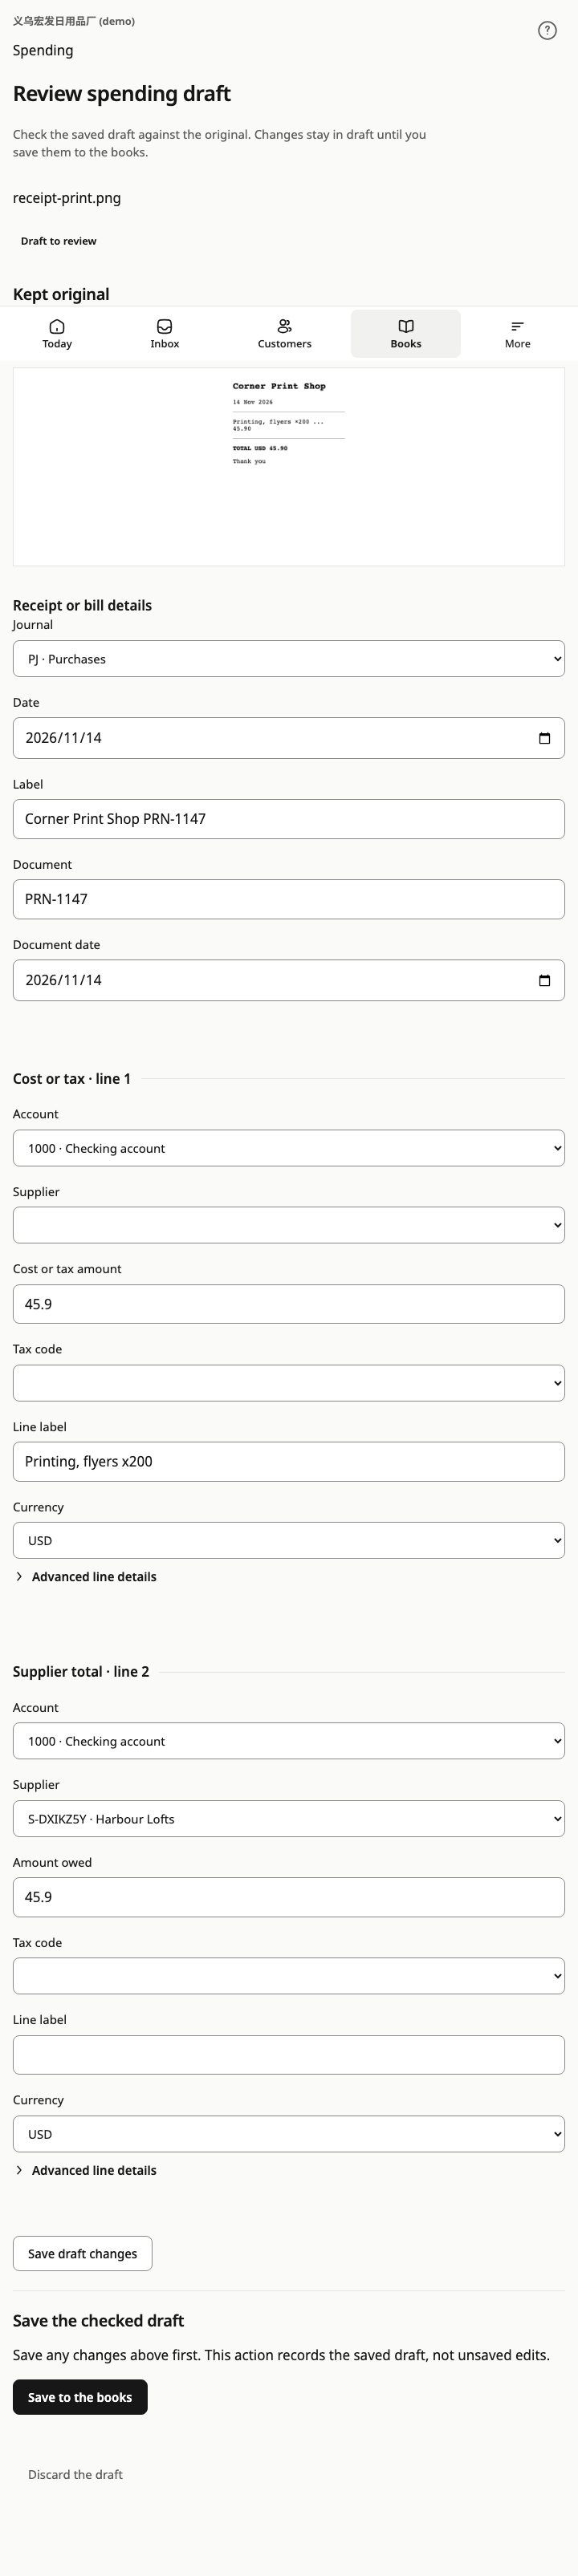 义乌宏发日用品厂 (demo)
Spending
Review spending draft
Check the saved draft against the original. Changes stay in draft until you
save them to the books.
receipt-print.png
Draft to review
Kept original
Today
Inbox
Customers
Books
More
Corner Print Shop
14 Nov 2026
Printing, flyers ×200 ...
45.90
TOTAL USD 45.90
Thank you
Receipt or bill details
Journal
PJ · Purchases
Date
2026/11/14
Label
Corner Print Shop PRN-1147
Document
PRN-1147
Document date
2026/11/14
Cost or tax · line 1
Account
1000 · Checking account
Supplier
Cost or tax amount
45.9
Tax code
Line label
Printing, flyers x200
Currency
USD
Advanced line details
Supplier total · line 2
Account
1000 · Checking account
Supplier
S-DXIKZ5Y · Harbour Lofts
Amount owed
45.9
Tax code
Line label
Currency
USD
Advanced line details
Save draft changes
Save the checked draft
Save any changes above first. This action records the saved draft, not unsaved edits.
Save to the books
Discard the draft